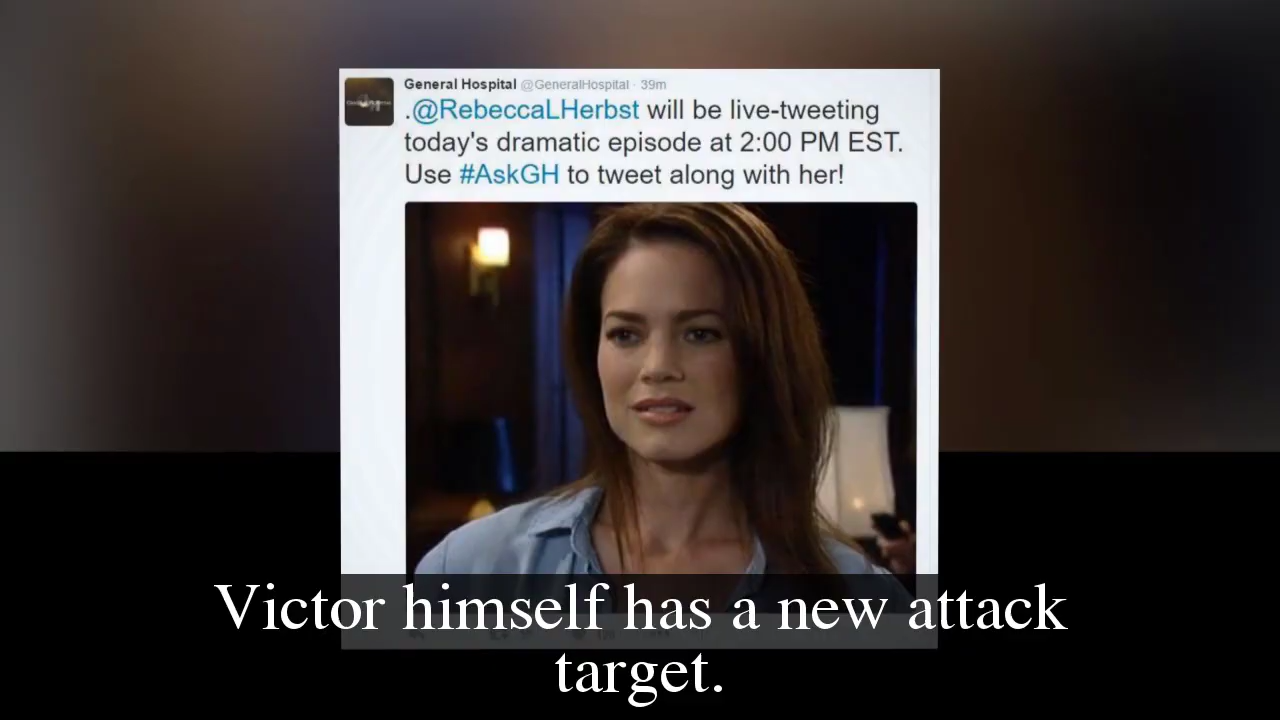 General Hospital @GeneralHospital · 39m
.@RebeccaLHerbst will be live-tweeting
today's dramatic episode at 2:00 PM EST.
Use #AskGH to tweet along with her!
Victor himself has a new attack
target.